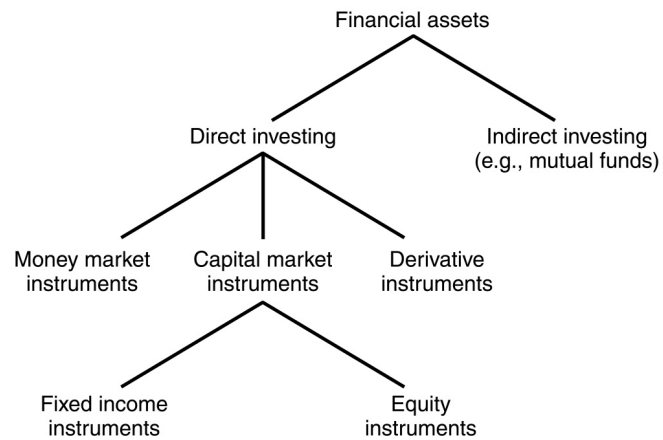 Financial assets
Direct investing
Indirect investing
(e.g., mutual funds)
Money market
instruments
Capital market
instruments
Derivative
instruments
Fixed income
instruments
Equity
instruments